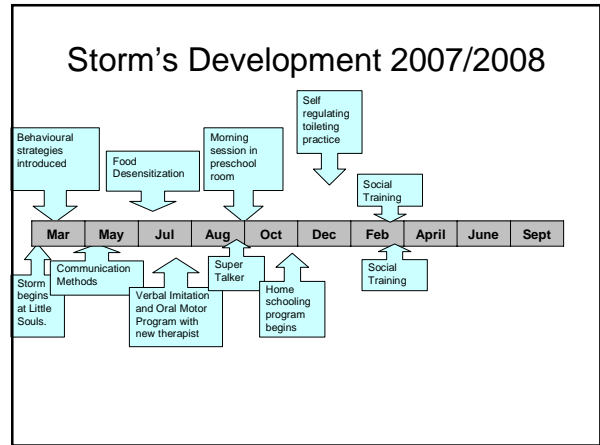 Storm's Development 2007/2008
Self
regulating
toileting
practice
Behavioural
strategies
introduced
Food
Desensitization
Morning
session in
preschool
room
Social
Training
Mar May Jul Aug Oct Dec Feb April June Sept
Storm
begins
at Little
Souls.
Communication
Methods
Verbal Imitation
and Oral Motor
Program with
new therapist
Super
Talker
Home
schooling
program
begins
Social
Training